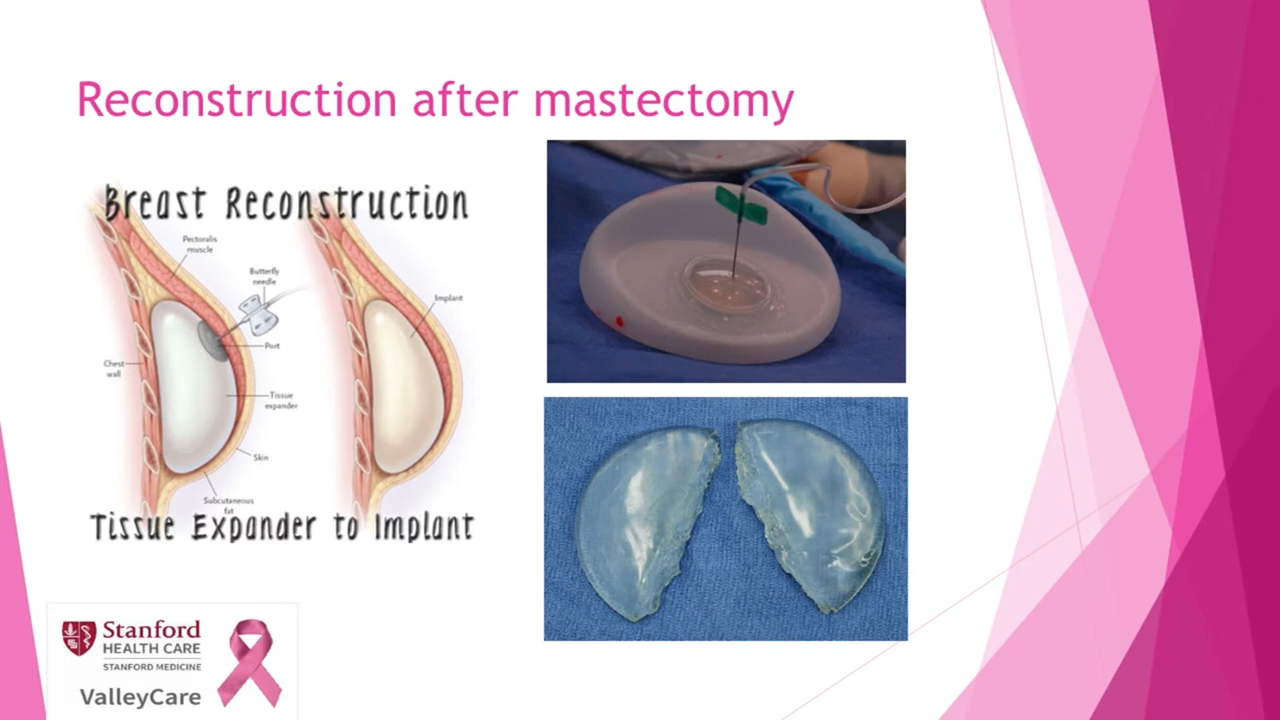 Reconstruction after mastectomy
Breast Reconstruction
Pectoralis
muscle
Butterfly
needle
Implant
Port
Chest
wall
Tissue
expander
Skin
Subcutaneous
fat
Tissue Expander to Implant
Stanford
HEALTH CARE
STANFORD MEDICINE
ValleyCare